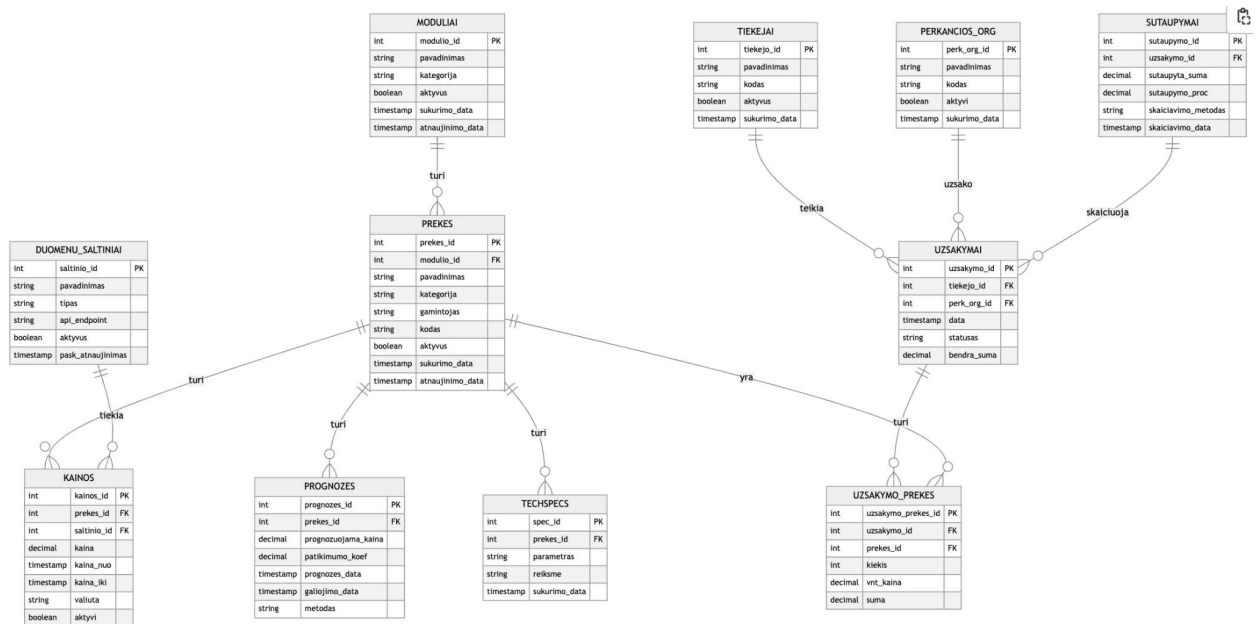 MODULIAI
int modulio_id PK
string pavadinimas
string kategorija
boolean aktyvus
timestamp sukurimo_data
timestamp atnaujinimo_data
TIEKEJAI
int tiekejo_id PK
string pavadinimas
string kodas
boolean aktyvus
timestamp sukurimo_data
PERKANCIOS_ORG
int perk_org_id PK
string pavadinimas
string kodas
boolean aktyvi
timestamp sukurimo_data
SUTAUPYMAI
int sutaupymo_id PK
int uzsakymo_id FK
decimal sutaupyta_suma
decimal sutaupymo_proc
string skaiciavimo_metodas
timestamp skaiciavimo_data
turi
uzsako
teikia
skaiciuoja
DUOMENU_SALTINIAI
int saltinio_id PK
string pavadinimas
string tipas
string api_endpoint
boolean aktyvus
timestamp pask_atnaujinimas
PREKES
int prekes_id PK
int modulio_id FK
string pavadinimas
string kategorija
string gamintojas
string kodas
boolean aktyvus
timestamp sukurimo_data
timestamp atnaujinimo_data
UZSAKYMAI
int uzsakymo_id PK
int tiekejo_id FK
int perk_org_id FK
timestamp data
string statusas
decimal bendra_suma
turi
yra
tiekia
turi
turi
turi
KAINOS
int kainos_id PK
int prekes_id FK
int saltinio_id FK
decimal kaina
timestamp kaina_nuo
timestamp kaina_iki
string valiuta
boolean aktyvi
PROGNOZES
int prognozes_id PK
int prekes_id FK
decimal prognozuojama_kaina
decimal patikimumo_koef
timestamp prognozes_data
timestamp galiojimo_data
string metodas
TECHSPECS
int spec_id PK
int prekes_id FK
string parametras
string reiksme
timestamp sukurimo_data
UZSAKYMO_PREKES
int uzsakymo_prekes_id PK
int uzsakymo_id FK
int prekes_id FK
int kiekis
decimal vnt_kaina
decimal suma